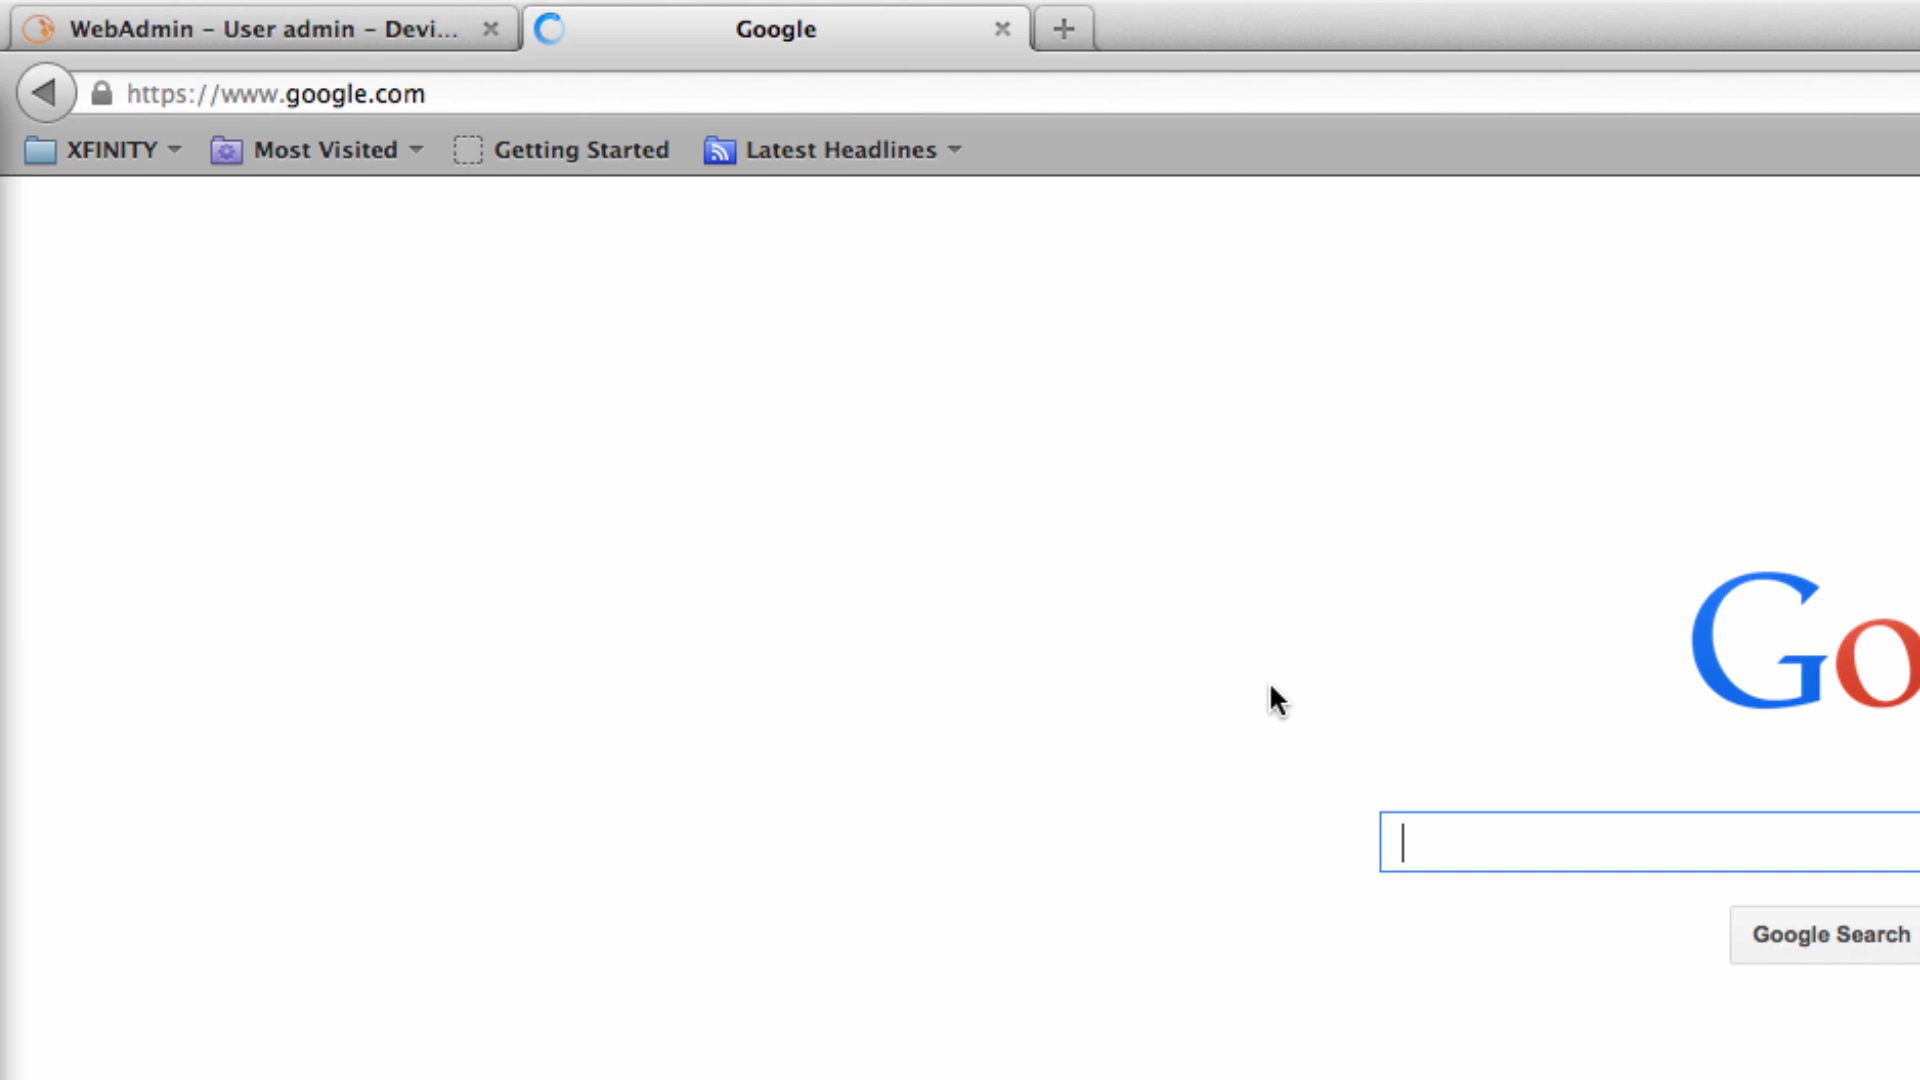 WebAdmin – User admin – Devi...
Google
https://www.google.com
XFINITY
Most Visited
Getting Started
Latest Headlines
Go
Google Search